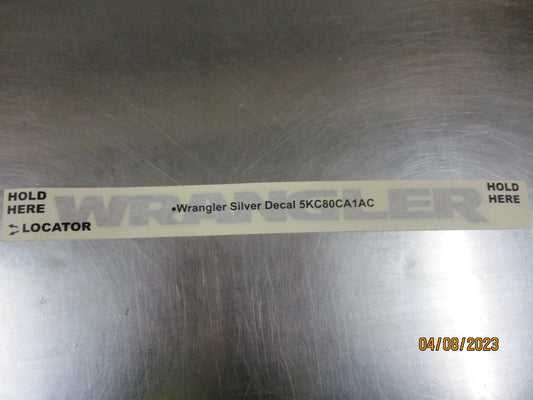 HOLD
HERE
LOCATOR
WRANGLER
•Wrangler Silver Decal 5KC80CA1AC
HOLD
HERE
04/08/2023